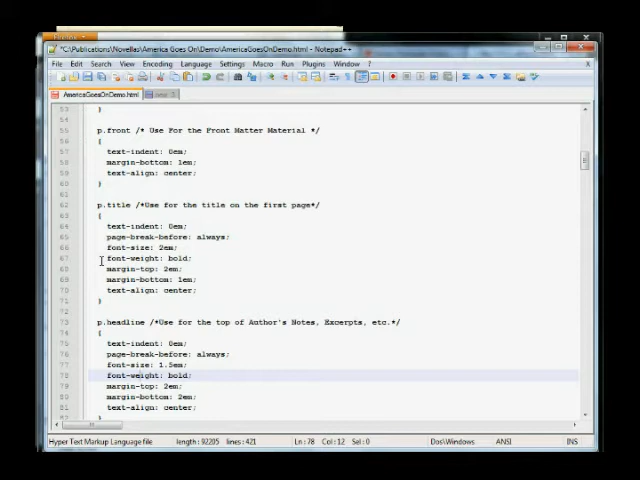 *C:\Publications\Novellas\America Goes On\Demo\AmericaGoesOnDemo.html - Notepad++
File Edit Search View Encoding Language Settings Macro Run Plugins Window ? X
AmericaGoesOnDemo.html new 3
53 }
54
55 p.front /* Use For the Front Matter Material */
56 {
57 text-indent: 0em;
58 margin-bottom: 1em;
59 text-align: center;
60 }
61
62 p.title /*Use for the title on the first page*/
63 {
64 text-indent: 0em;
65 page-break-before: always;
66 font-size: 2em;
67 font-weight: bold;
68 margin-top: 2em;
69 margin-bottom: 1em;
70 text-align: center;
71 }
72
73 p.headline /*Use for the top of Author's Notes, Excerpts, etc.*/
74 {
75 text-indent: 0em;
76 page-break-before: always;
77 font-size: 1.5em;
78 font-weight: bold;
79 margin-top: 2em;
80 margin-bottom: 2em;
81 text-align: center;
82 }
Hyper Text Markup Language file length : 92205 lines : 421 Ln : 78 Col : 12 Sel : 0 Dos\Windows ANSI INS